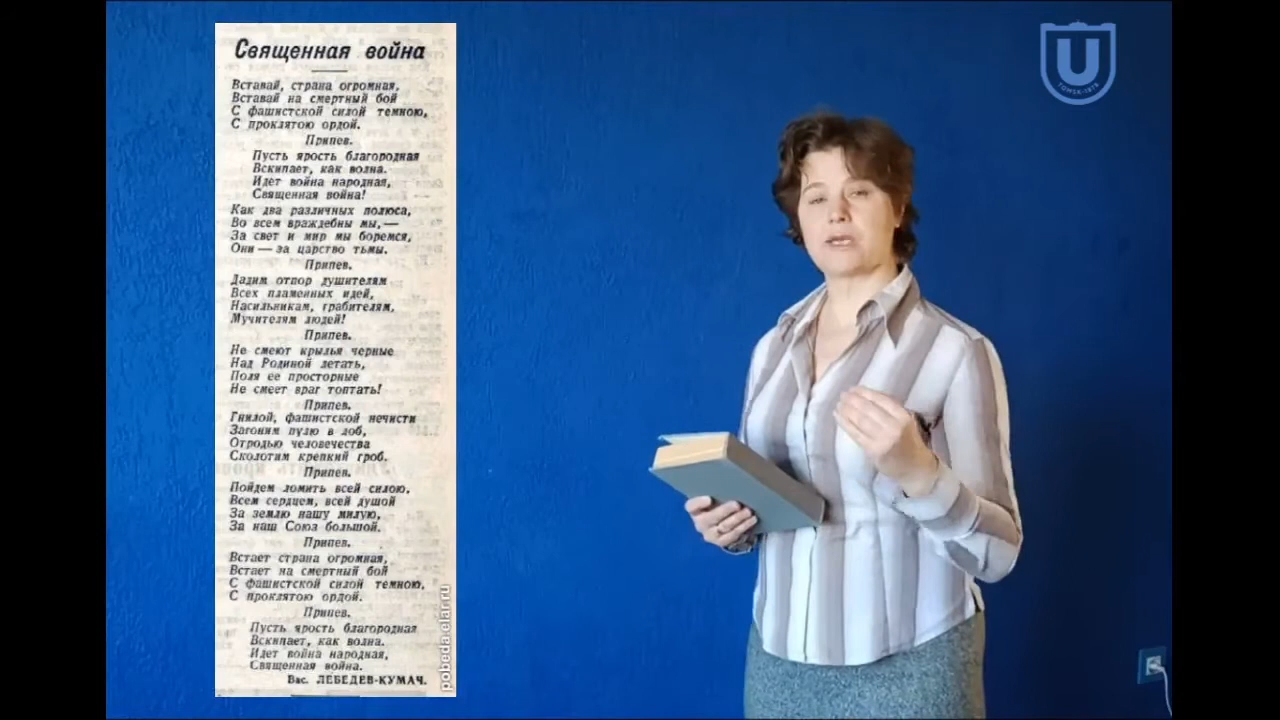 Священная война
Вставай, страна огромная,
Вставай на смертный бой
С фашистской силой темною,
С проклятою ордой.
Припев.
Пусть ярость благородная
Вскипает, как волна.
Идет война народная,
Священная война!
Как два различных полюса,
Во всем враждебны мы,—
За свет и мир мы боремся,
Они — за царство тьмы.
Припев.
Дадим отпор душителям
Всех пламенных идей,
Насильникам, грабителям,
Мучителям людей!
Припев.
Не смеют крылья черные
Над Родиной летать,
Поля ее просторные
Не смеет враг топтать!
Припев.
Гнилой, фашистской нечисти
Загоним пулю в лоб,
Отродью человечества
Сколотим крепкий гроб.
Припев.
Пойдем ломить всей силою,
Всем сердцем, всей душой
За землю нашу милую,
За наш Союз большой.
Припев.
Встает страна огромная,
Встает на смертный бой
С фашистской силой темною,
С проклятою ордой.
Припев.
Пусть ярость благородная
Вскипает, как волна.
Идет война народная,
Священная война.
Вас. ЛЕБЕДЕВ-КУМАЧ.
pobeda.elar.ru
U
TOMSK·1878